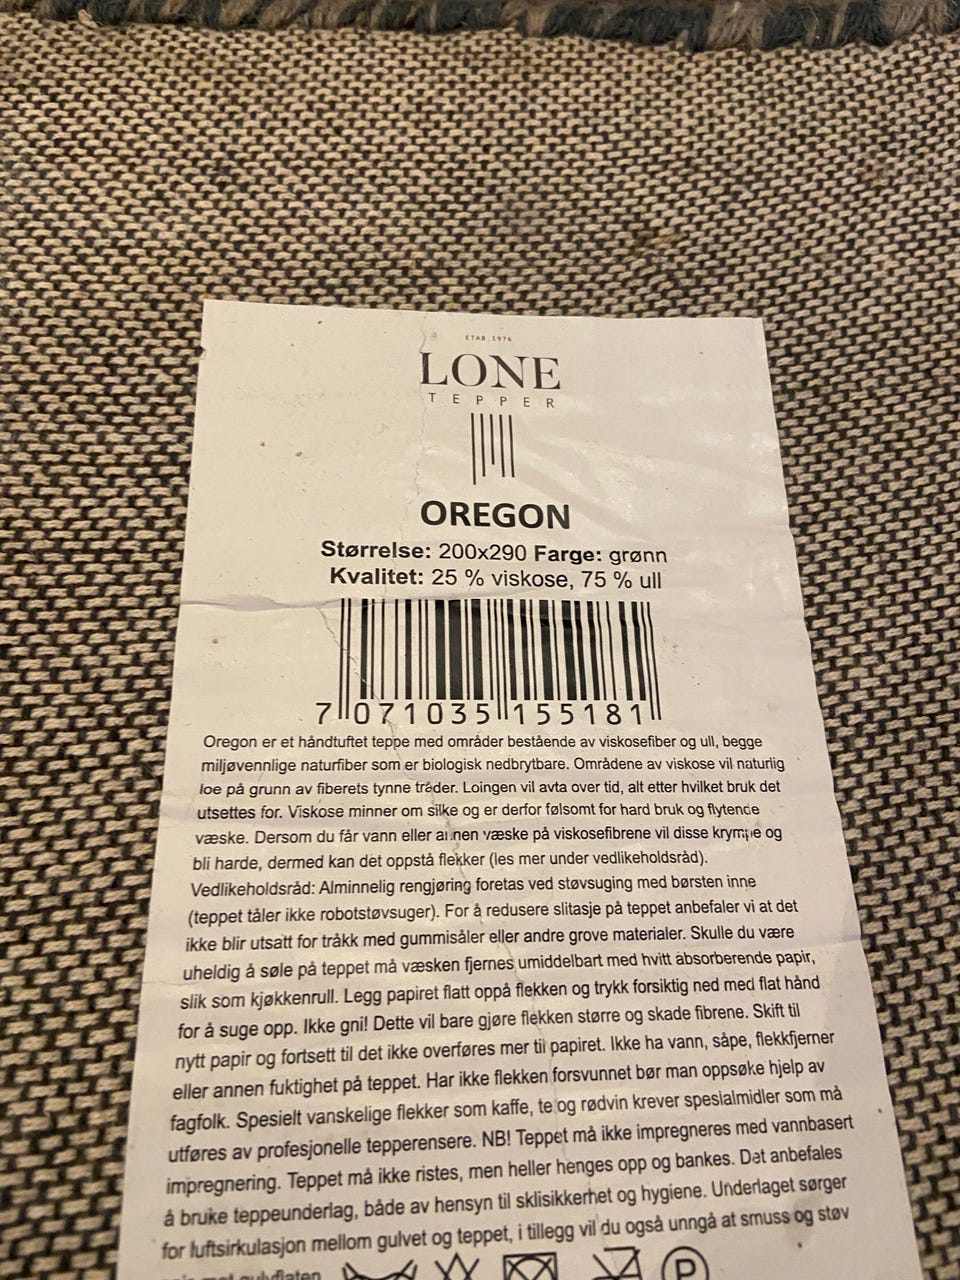 ETAB. 1976
LONE
TEPPER
OREGON
Størrelse: 200x290 Farge: grønn
Kvalitet: 25 % viskose, 75 % ull
7 071035 155181
Oregon er et håndtuftet teppe med områder bestående av viskosefiber og ull, begge
miljøvennlige naturfiber som er biologisk nedbrytbare. Områdene av viskose vil naturlig
loe på grunn av fiberets tynne tråder. Loingen vil avta over tid, alt etter hvilket bruk det
utsettes for. Viskose minner om silke og er derfor følsomt for hard bruk og flytende
væske. Dersom du får vann eller annen væske på viskosefibrene vil disse krympe og
bli harde, dermed kan det oppstå flekker (les mer under vedlikeholdsråd).
Vedlikeholdsråd: Alminnelig rengjøring foretas ved støvsuging med børsten inne
(teppet tåler ikke robotstøvsuger). For å redusere slitasje på teppet anbefaler vi at det
ikke blir utsatt for tråkk med gummisåler eller andre grove materialer. Skulle du være
uheldig å søle på teppet må væsken fjernes umiddelbart med hvitt absorberende papir,
slik som kjøkkenrull. Legg papiret flatt oppå flekken og trykk forsiktig ned med flat hånd
for å suge opp. Ikke gni! Dette vil bare gjøre flekken større og skade fibrene. Skift til
nytt papir og fortsett til det ikke overføres mer til papiret. Ikke ha vann, såpe, flekkfjerner
eller annen fuktighet på teppet. Har ikke flekken forsvunnet bør man oppsøke hjelp av
fagfolk. Spesielt vanskelige flekker som kaffe, te og rødvin krever spesialmidler som må
utføres av profesjonelle tepperensere. NB! Teppet må ikke impregneres med vannbasert
impregnering. Teppet må ikke ristes, men heller henges opp og bankes. Det anbefales
å bruke teppeunderlag, både av hensyn til sklisikkerhet og hygiene. Underlaget sørger
for luftsirkulasjon mellom gulvet og teppet, i tillegg vil du også unngå at smuss og støv
mot gulvflaten
P